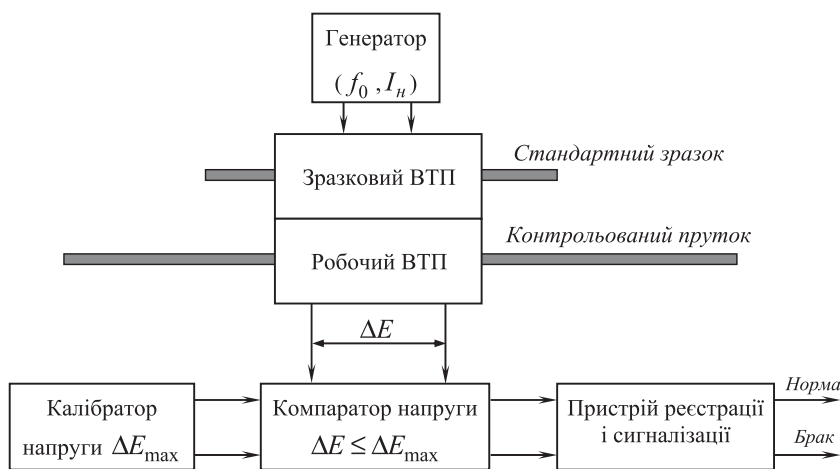 Генератор
(f₀, Iₙ)
Стандартний зразок
Зразковий ВТП
Контрольований пруток
Робочий ВТП
ΔE
Калібратор
напруги ΔEmax
Компаратор напруги
ΔE ≤ ΔEmax
Пристрій реєстрації
і сигналізації
Норма
Брак